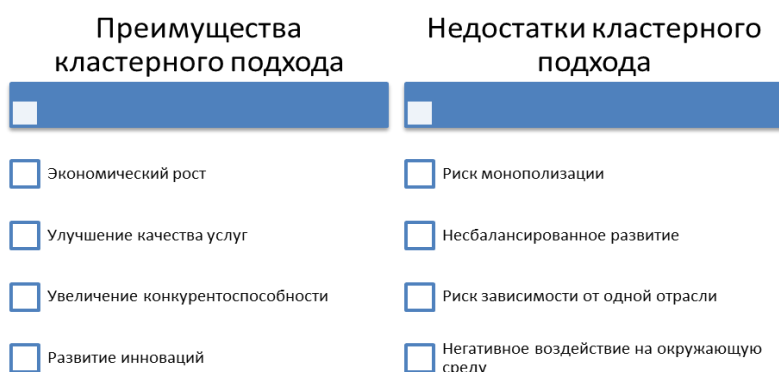 Преимущества
кластерного подхода
Экономический рост
Улучшение качества услуг
Увеличение конкурентоспособности
Развитие инноваций
Недостатки кластерного
подхода
Риск монополизации
Несбалансированное развитие
Риск зависимости от одной отрасли
Негативное воздействие на окружающую
среду